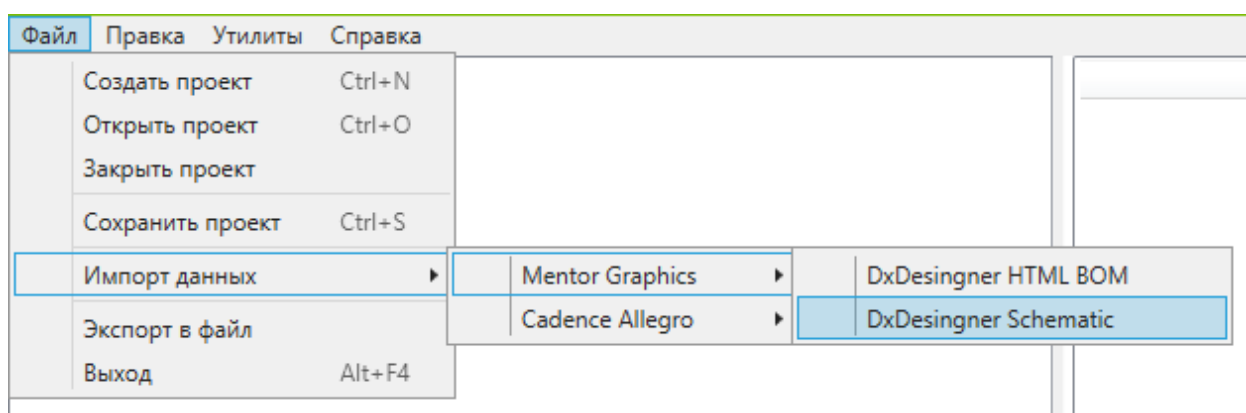 Файл Правка Утилиты Справка
Создать проект Ctrl+N
Открыть проект Ctrl+O
Закрыть проект
Сохранить проект Ctrl+S
Импорт данных Mentor Graphics DxDesingner HTML BOM
Cadence Allegro DxDesingner Schematic
Экспорт в файл
Выход Alt+F4